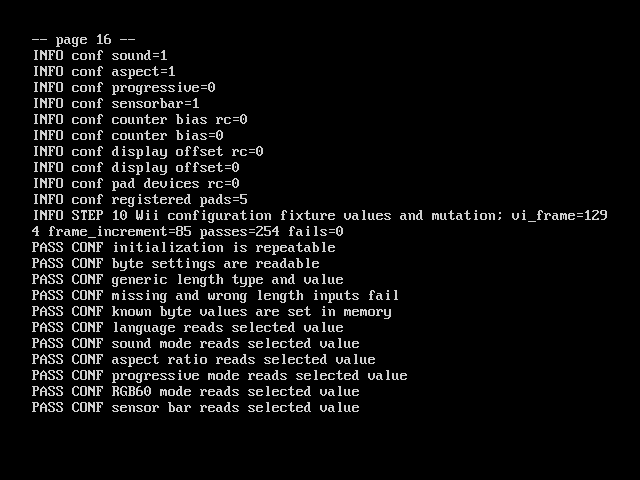 -- page 16 --
INFO conf sound=1
INFO conf aspect=1
INFO conf progressive=0
INFO conf sensorbar=1
INFO conf counter bias rc=0
INFO conf counter bias=0
INFO conf display offset rc=0
INFO conf display offset=0
INFO conf pad devices rc=0
INFO conf registered pads=5
INFO STEP 10 Wii configuration fixture values and mutation; vi_frame=129
4 frame_increment=85 passes=254 fails=0
PASS CONF initialization is repeatable
PASS CONF byte settings are readable
PASS CONF generic length type and value
PASS CONF missing and wrong length inputs fail
PASS CONF known byte values are set in memory
PASS CONF language reads selected value
PASS CONF sound mode reads selected value
PASS CONF aspect ratio reads selected value
PASS CONF progressive mode reads selected value
PASS CONF RGB60 mode reads selected value
PASS CONF sensor bar reads selected value